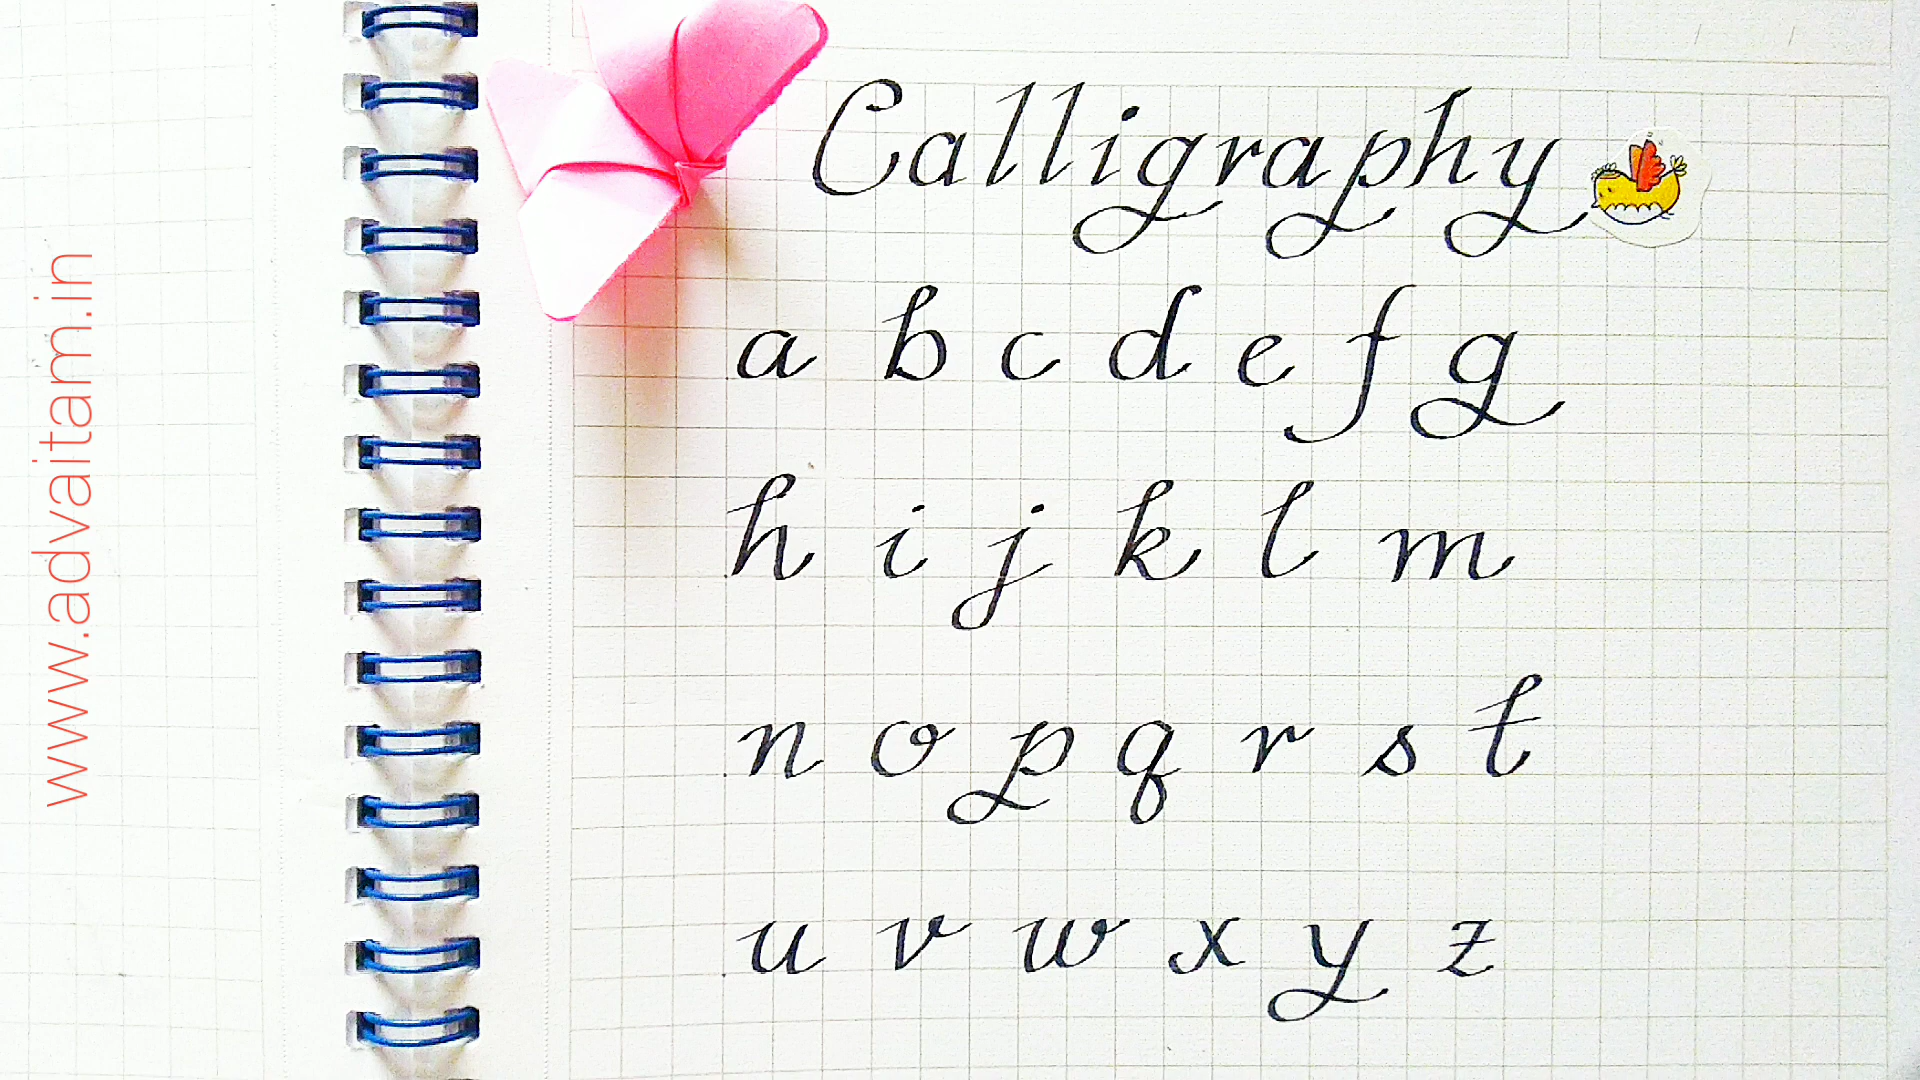 www.advaitam.in
Calligraphy
a b c d e f g
h i j k l m
n o p q r s t
u v w x y z